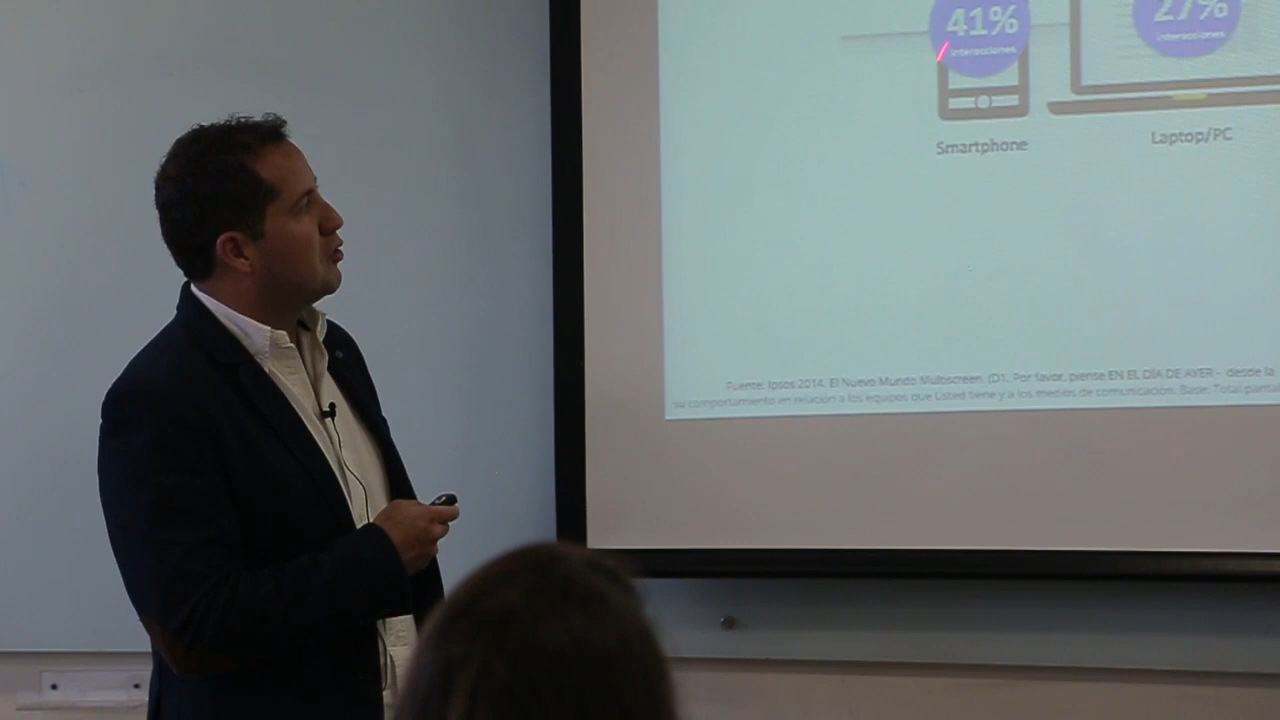 41%
interacciones
27%
interacciones
Smartphone
Laptop/PC
Fuente: Ipsos 2014. El Nuevo Mundo Multiscreen. (D1. Por favor, piense EN EL DÍA DE AYER - desde la
su comportamiento en relacion a los equipos que Usted tiene y a los medios de comunicación. Base: Total